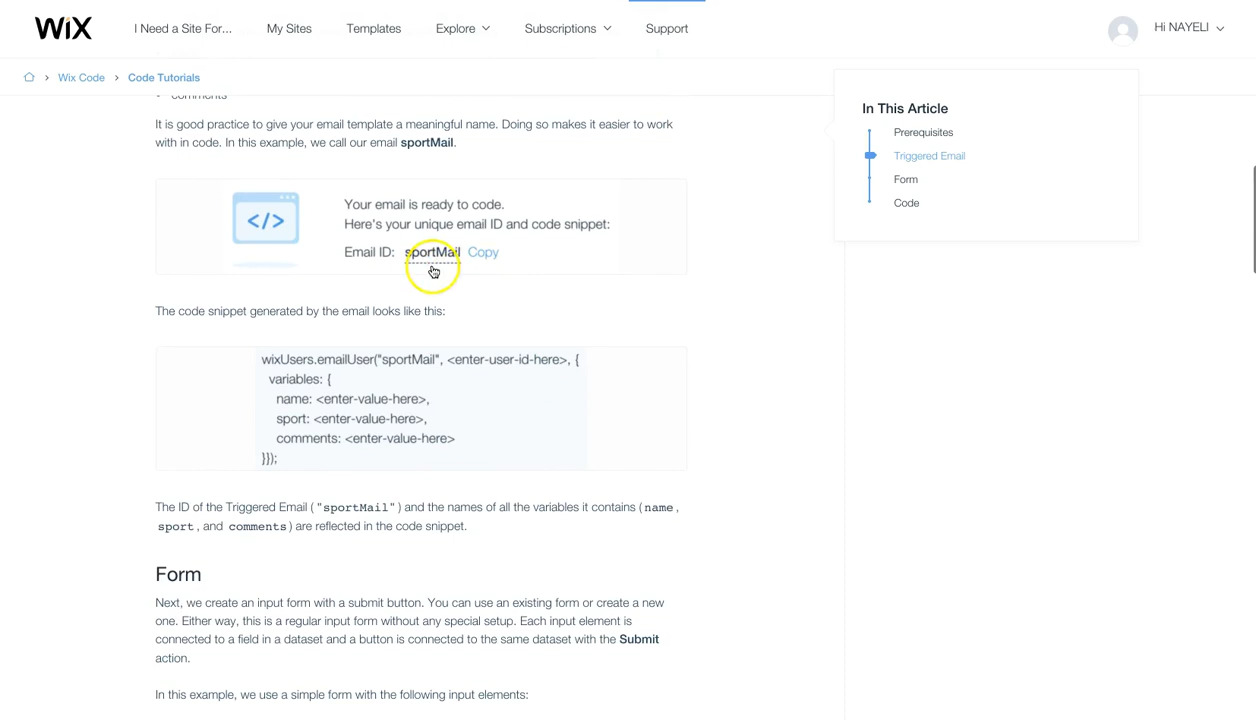 WIX
I Need a Site For...
My Sites
Templates
Explore
Subscriptions
Support
Hi NAYELI
Wix Code
Code Tutorials
comments
It is good practice to give your email template a meaningful name. Doing so makes it easier to work
with in code. In this example, we call our email sportMail.
Your email is ready to code.
Here's your unique email ID and code snippet:
Email ID: sportMail Copy
The code snippet generated by the email looks like this:
wixUsers.emailUser("sportMail", <enter-user-id-here>, {
variables: {
name: <enter-value-here>,
sport: <enter-value-here>,
comments: <enter-value-here>
}});
The ID of the Triggered Email ("sportMail") and the names of all the variables it contains (name,
sport, and comments) are reflected in the code snippet.
Form
Next, we create an input form with a submit button. You can use an existing form or create a new
one. Either way, this is a regular input form without any special setup. Each input element is
connected to a field in a dataset and a button is connected to the same dataset with the Submit
action.
In this example, we use a simple form with the following input elements:
In This Article
Prerequisites
Triggered Email
Form
Code